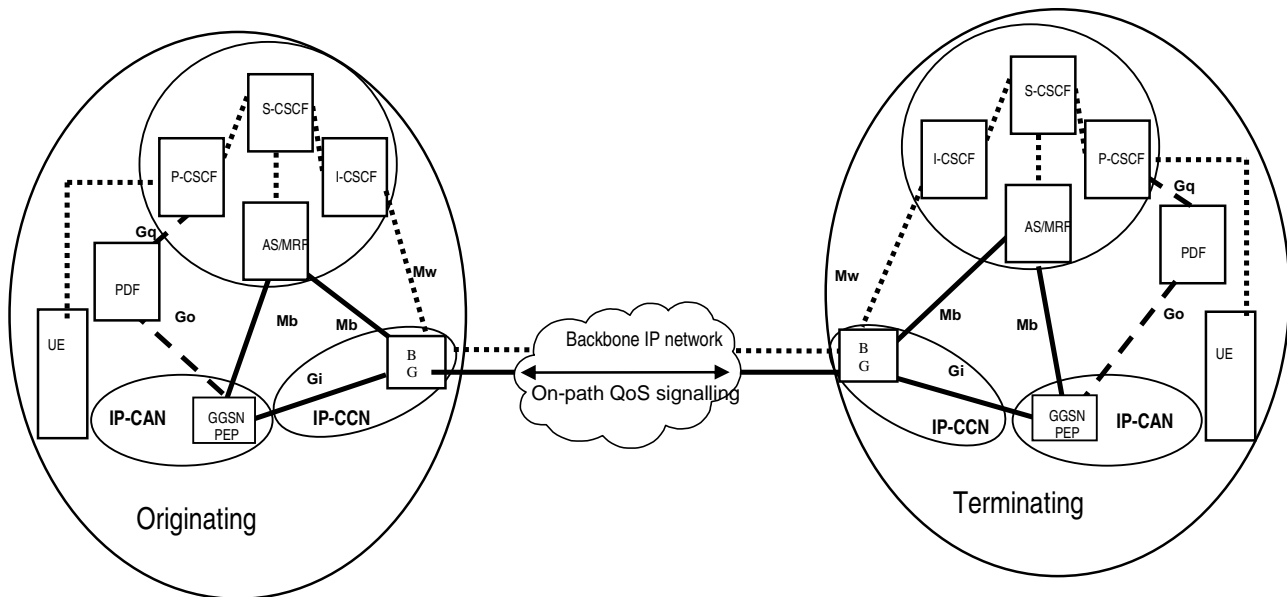 S-CSCF
P-CSCF
I-CSCF
AS/MRF
Gq
PDF
Go
Mb
Mb
Mw
UE
B
G
Gi
IP-CAN
GGSN
PEP
IP-CCN
Originating
Backbone IP network
On-path QoS signalling
S-CSCF
I-CSCF
P-CSCF
Gq
AS/MRF
PDF
Mw
Mb
Mb
Go
B
G
Gi
UE
IP-CCN
GGSN
PEP
IP-CAN
Terminating